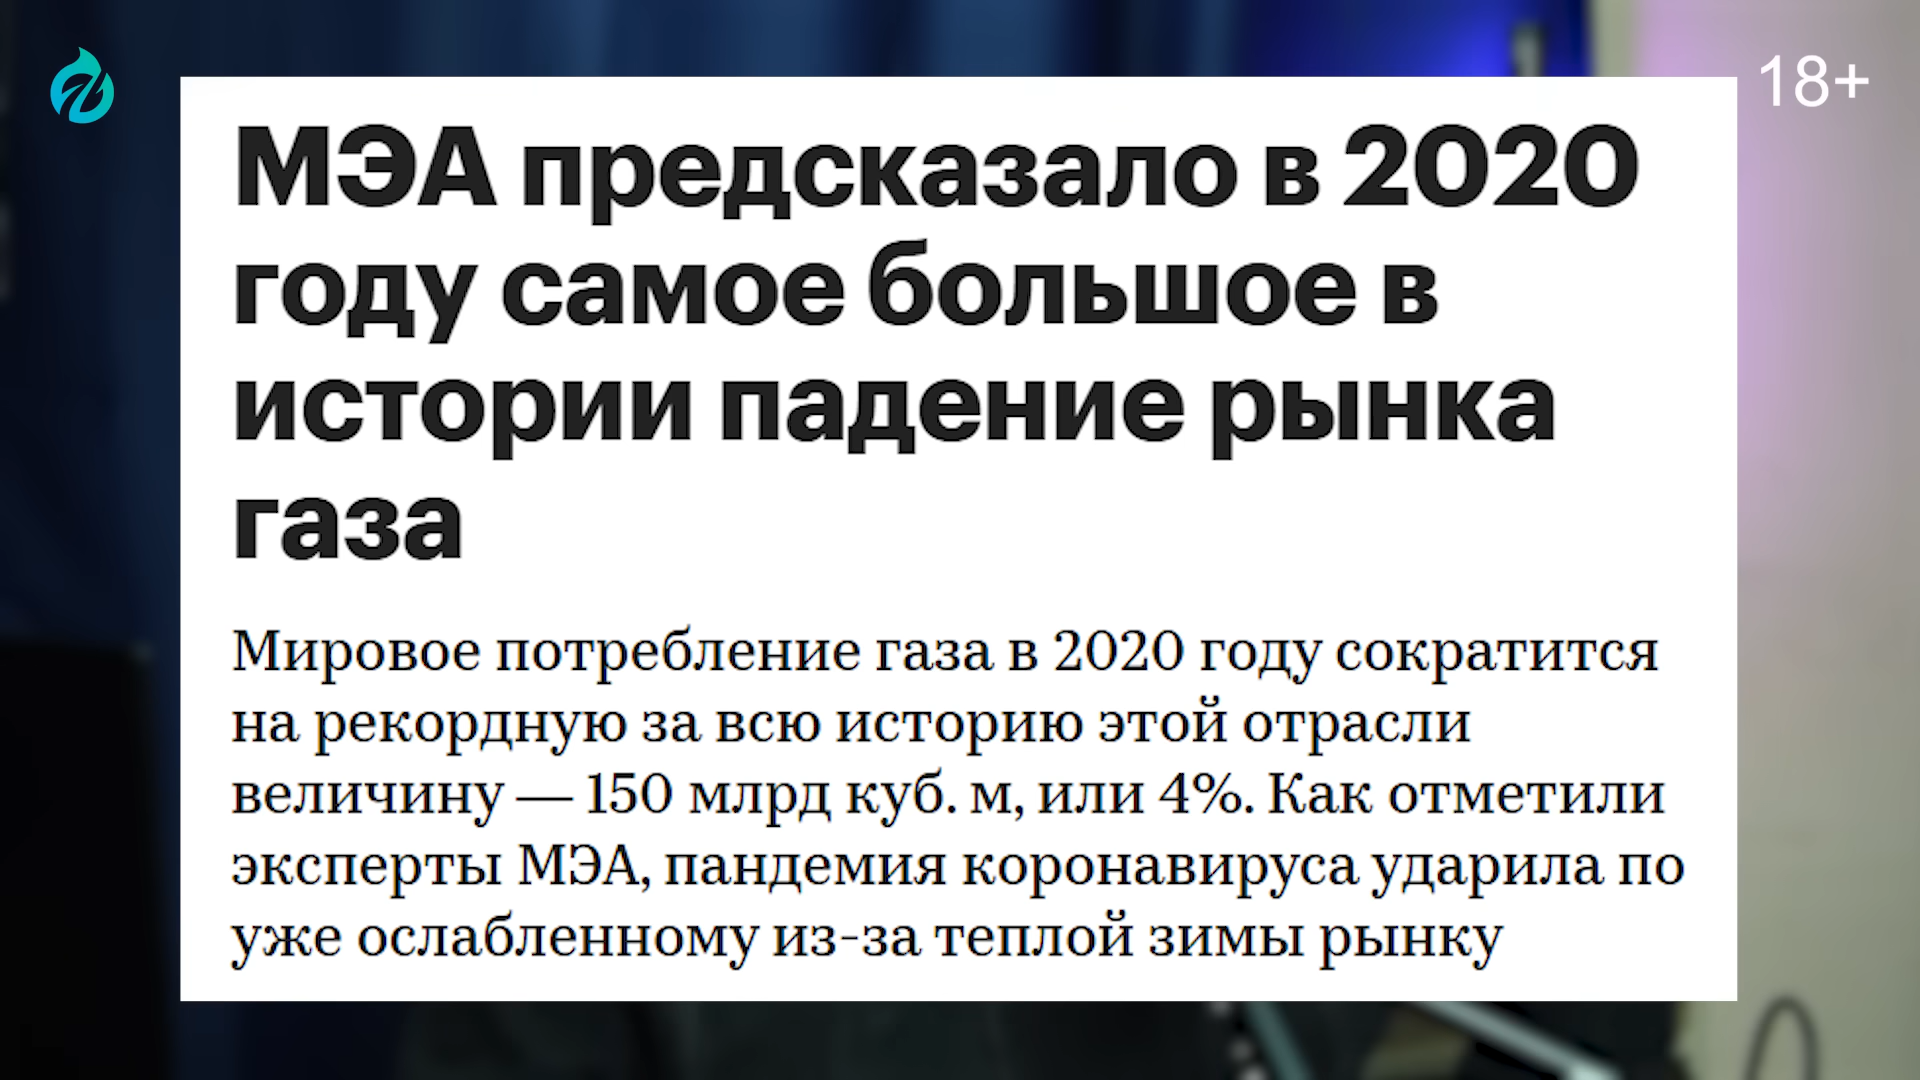 18+
МЭА предсказало в 2020
году самое большое в
истории падение рынка
газа
Мировое потребление газа в 2020 году сократится
на рекордную за всю историю этой отрасли
величину — 150 млрд куб. м, или 4%. Как отметили
эксперты МЭА, пандемия коронавируса ударила по
уже ослабленному из-за теплой зимы рынку